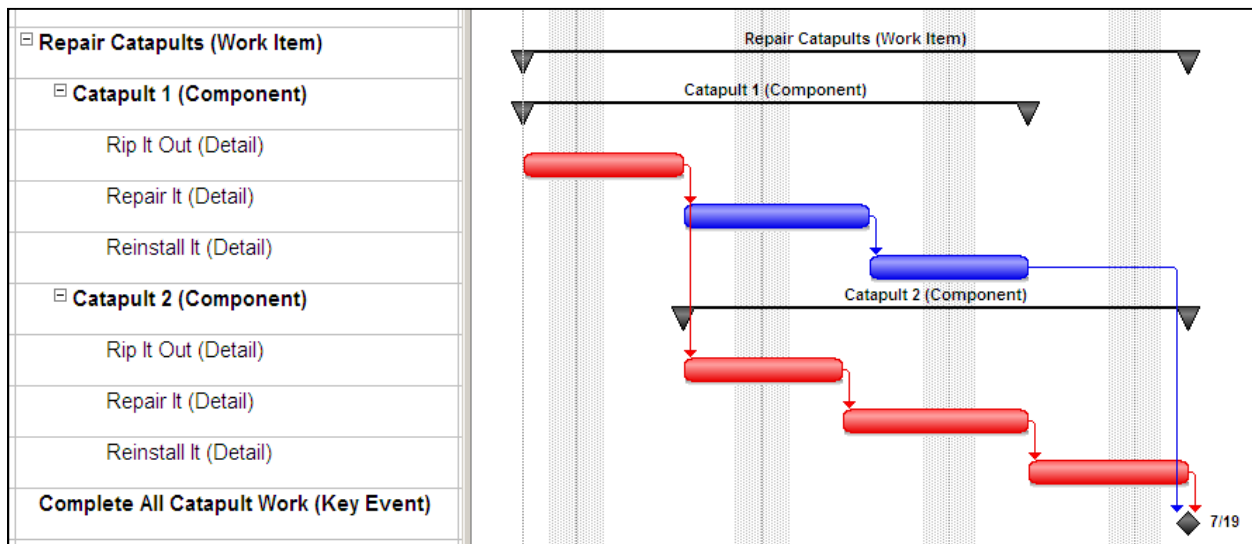 Repair Catapults (Work Item)
Repair Catapults (Work Item)
Catapult 1 (Component)
Catapult 1 (Component)
Rip It Out (Detail)
Repair It (Detail)
Reinstall It (Detail)
Catapult 2 (Component)
Catapult 2 (Component)
Rip It Out (Detail)
Repair It (Detail)
Reinstall It (Detail)
Complete All Catapult Work (Key Event)
7/19